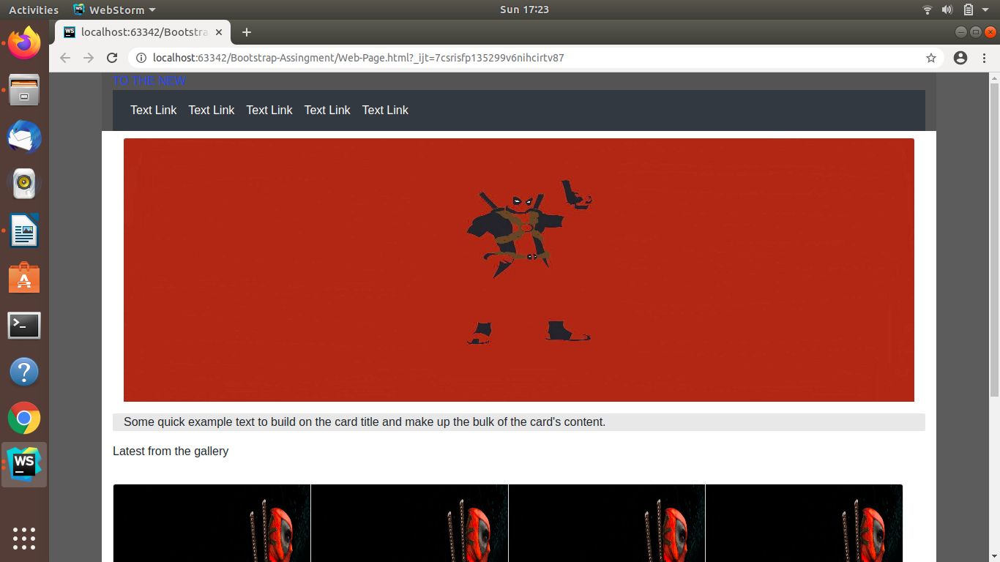 Activities WebStorm Sun 17:23
localhost:63342/Bootstra
localhost:63342/Bootstrap-Assingment/Web-Page.html?_ijt=7csrisfp135299v6nihcirtv87
TO THE NEW
Text Link Text Link Text Link Text Link Text Link
Some quick example text to build on the card title and make up the bulk of the card's content.
Latest from the gallery
WS
WS